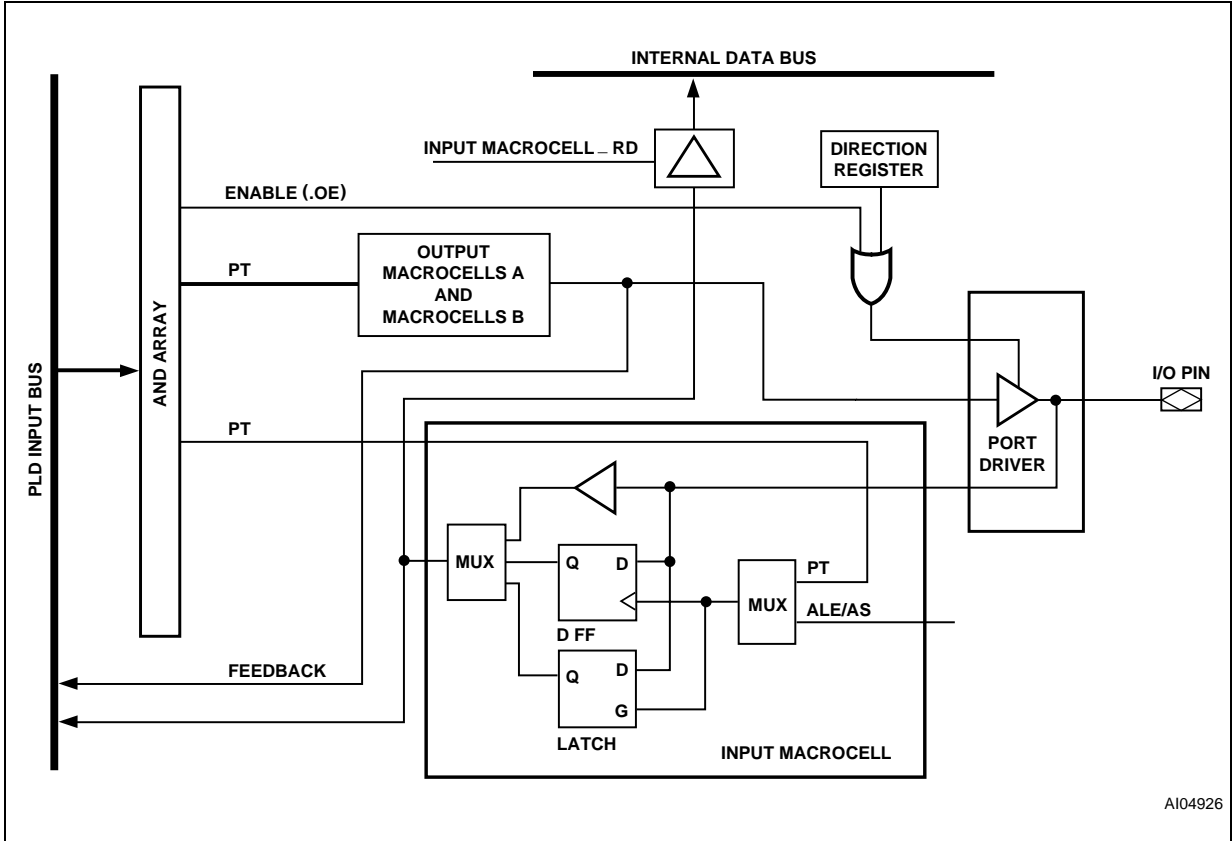 INTERNAL DATA BUS
INPUT MACROCELL _ RD
DIRECTION
REGISTER
ENABLE (.OE)
PT
OUTPUT
MACROCELLS A
AND
MACROCELLS B
PLD INPUT BUS
AND ARRAY
I/O PIN
PORT
DRIVER
PT
MUX
Q D
D FF
MUX
PT
ALE/AS
Q D
G
LATCH
FEEDBACK
INPUT MACROCELL
AI04926